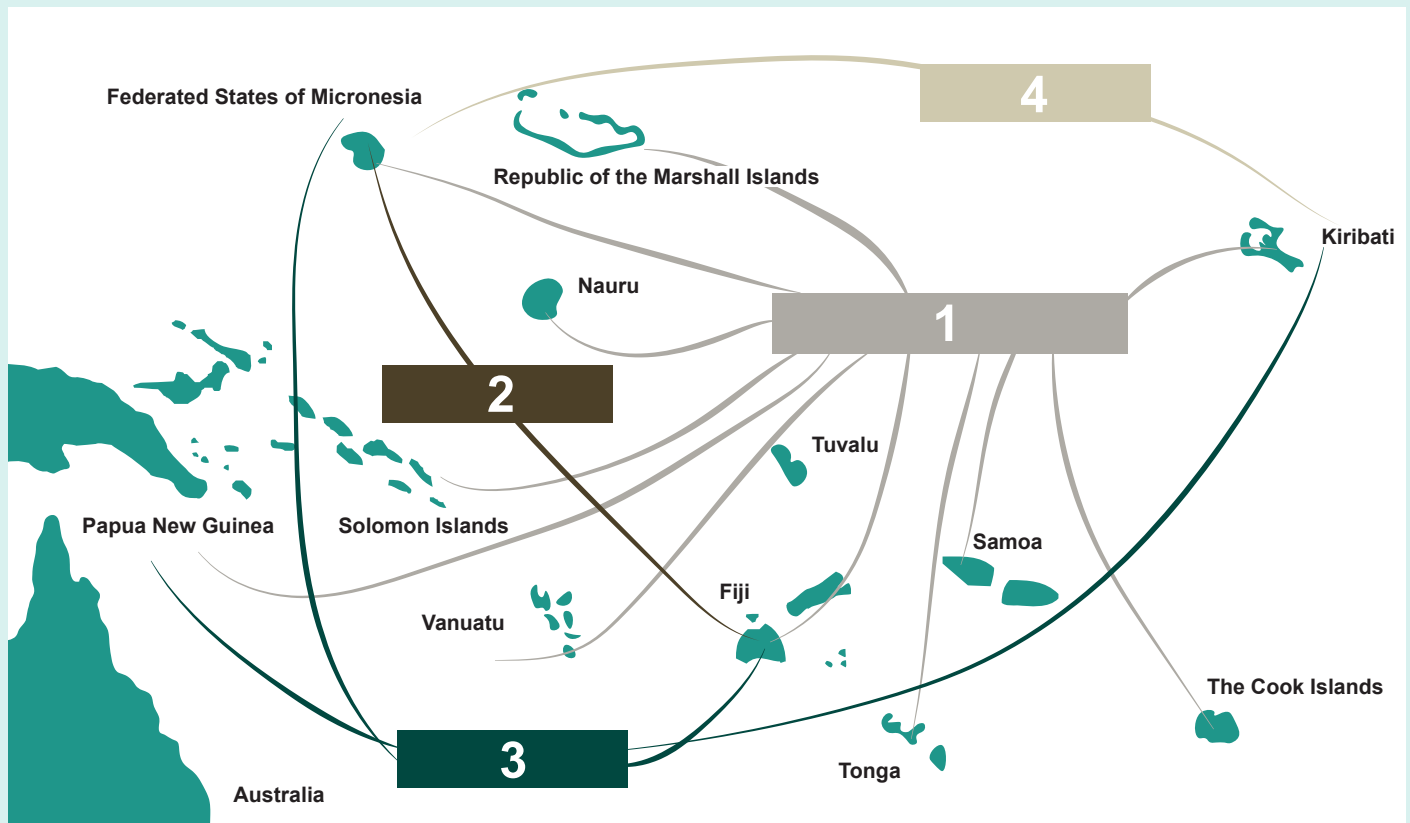 4
Federated States of Micronesia
Republic of the Marshall Islands
Kiribati
Nauru
1
2
Tuvalu
Papua New Guinea
Solomon Islands
Samoa
Fiji
Vanuatu
The Cook Islands
3
Tonga
Australia